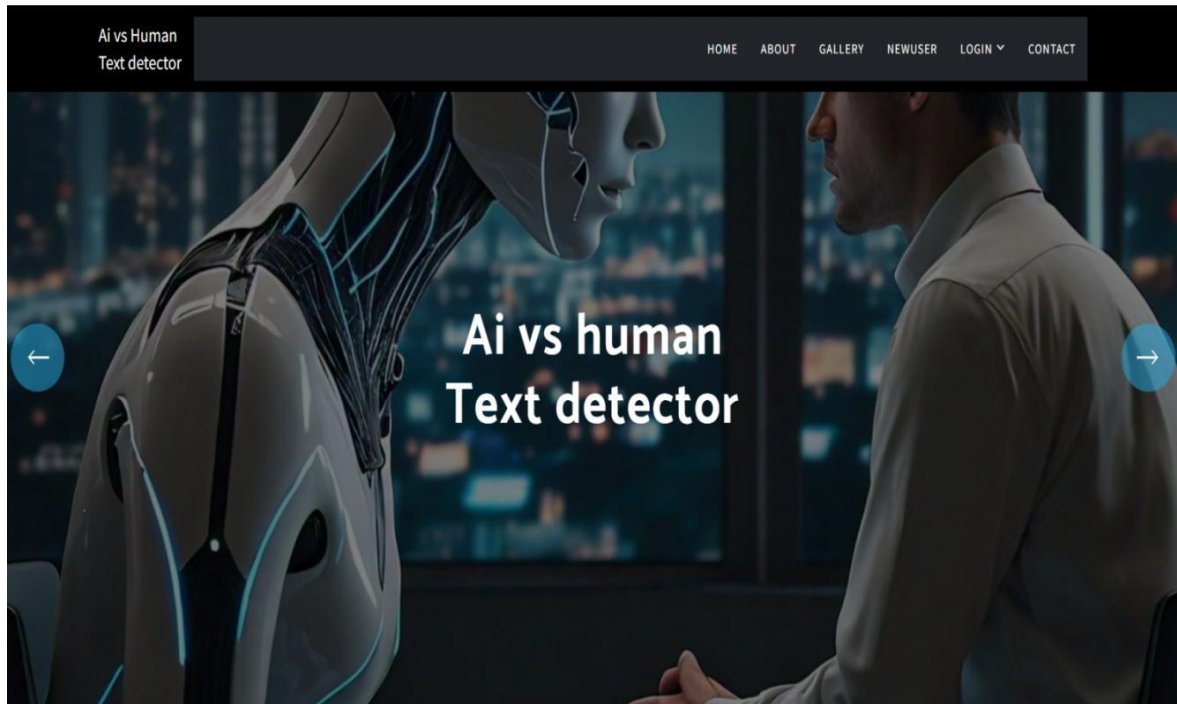 Ai vs Human
Text detector
HOME ABOUT GALLERY NEWUSER LOGIN CONTACT
Ai vs human
Text detector